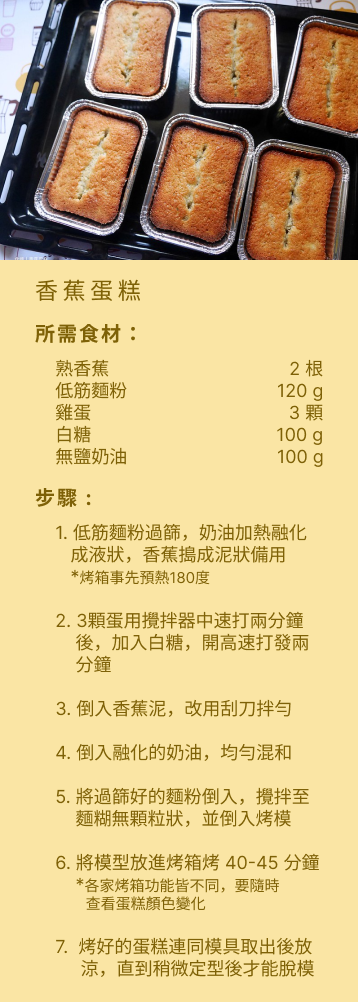 香蕉蛋糕
所需食材：
熟香蕉 2 根
低筋麵粉 120 g
雞蛋 3 顆
白糖 100 g
無鹽奶油 100 g
步驟：
1. 低筋麵粉過篩，奶油加熱融化
成液狀，香蕉搗成泥狀備用
*烤箱事先預熱180度
2. 3顆蛋用攪拌器中速打兩分鐘
後，加入白糖，開高速打發兩
分鐘
3. 倒入香蕉泥，改用刮刀拌勻
4. 倒入融化的奶油，均勻混和
5. 將過篩好的麵粉倒入，攪拌至
麵糊無顆粒狀，並倒入烤模
6. 將模型放進烤箱烤 40-45 分鐘
*各家烤箱功能皆不同，要隨時
查看蛋糕顏色變化
7. 烤好的蛋糕連同模具取出後放
涼，直到稍微定型後才能脫模